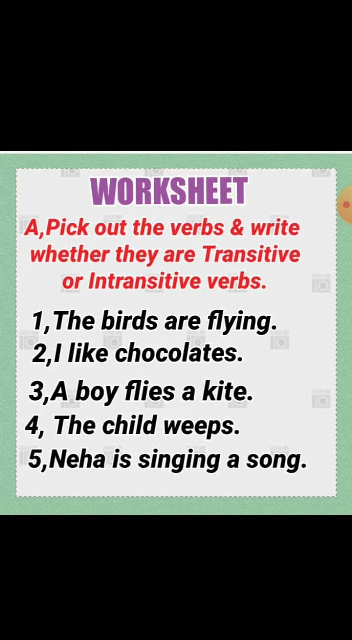 WORKSHEET
A,Pick out the verbs & write
whether they are Transitive
or Intransitive verbs.
1,The birds are flying.
2,I like chocolates.
3,A boy flies a kite.
4, The child weeps.
5,Neha is singing a song.